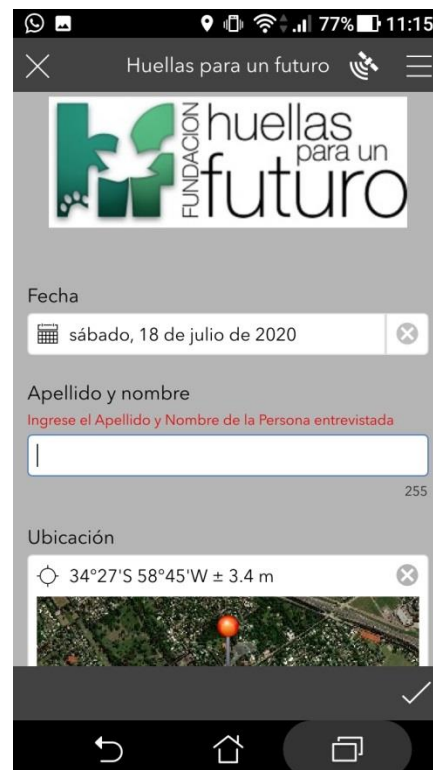 77% 11:15
Huellas para un futuro
FUNDACION
huellas
para un
futuro
Fecha
sábado, 18 de julio de 2020
Apellido y nombre
Ingrese el Apellido y Nombre de la Persona entrevistada
255
Ubicación
34°27'S 58°45'W ± 3.4 m